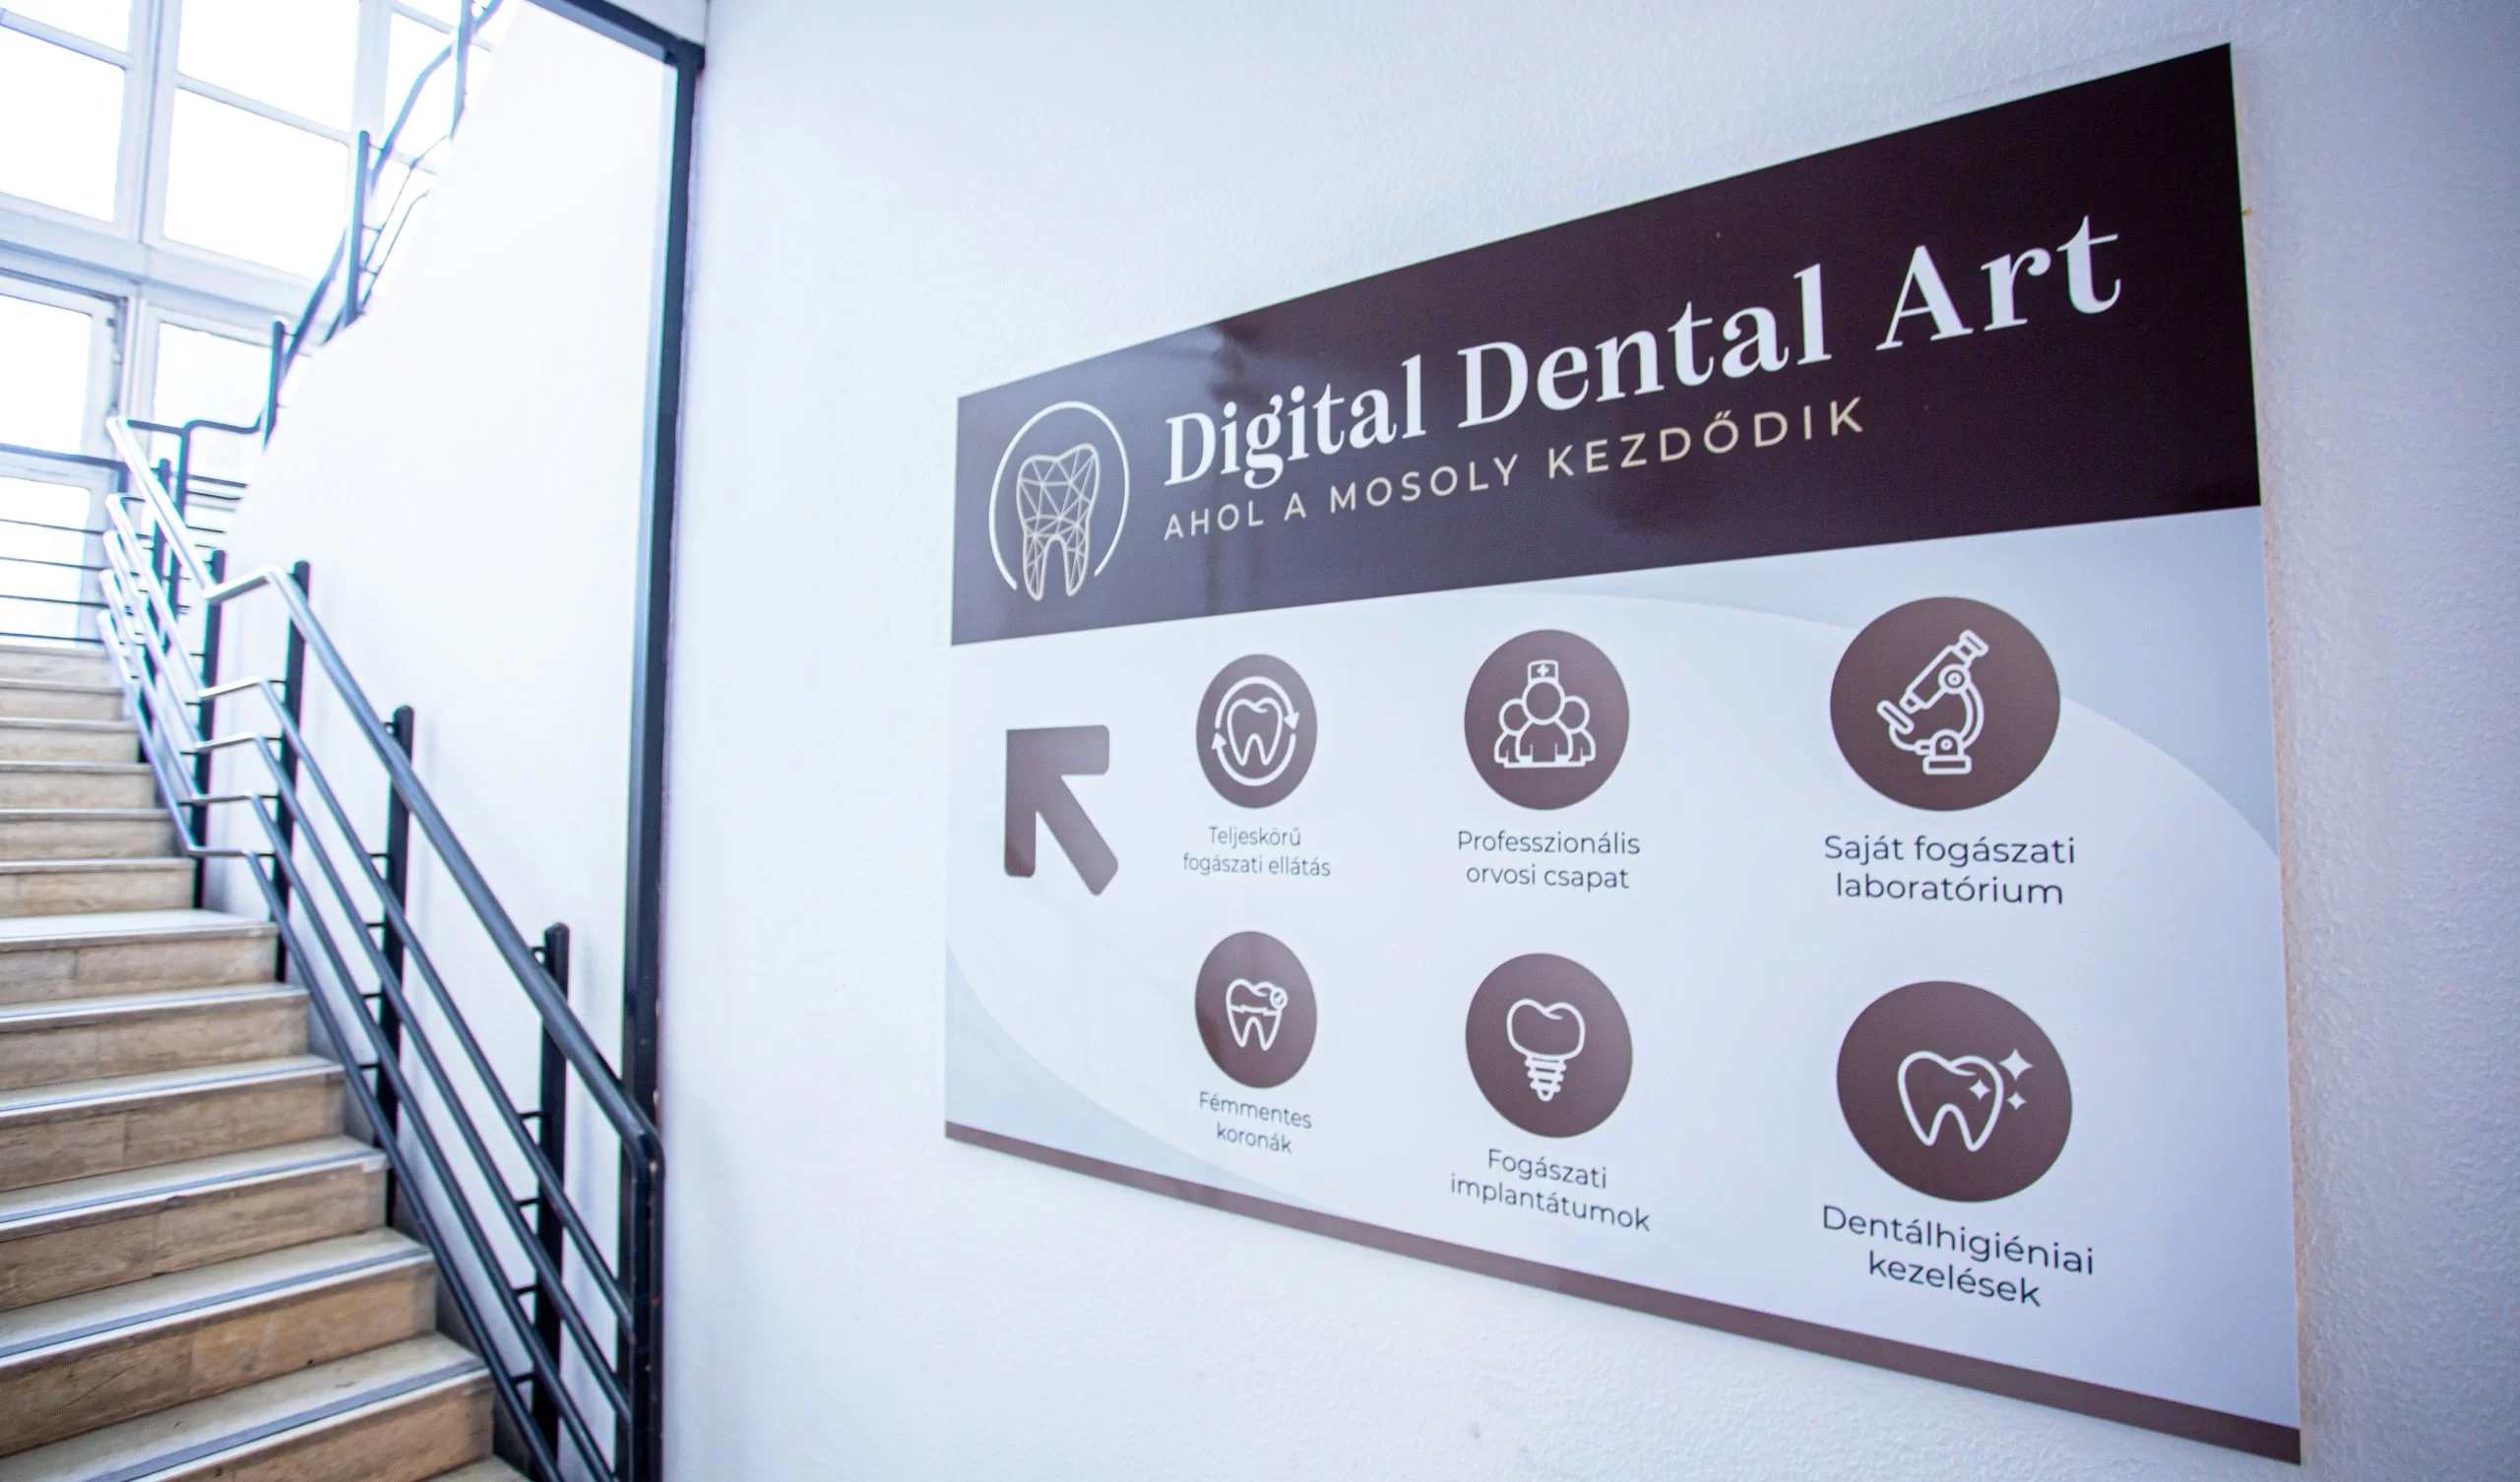 Digital Dental Art
AHOL A MOSOLY KEZDŐDIK
Teljeskörű
fogászati ellátás
Professzionális
orvosi csapat
Saját fogászati
laboratórium
Fémmentes
koronák
Fogászati
implantátumok
Dentálhigiéniai
kezelések